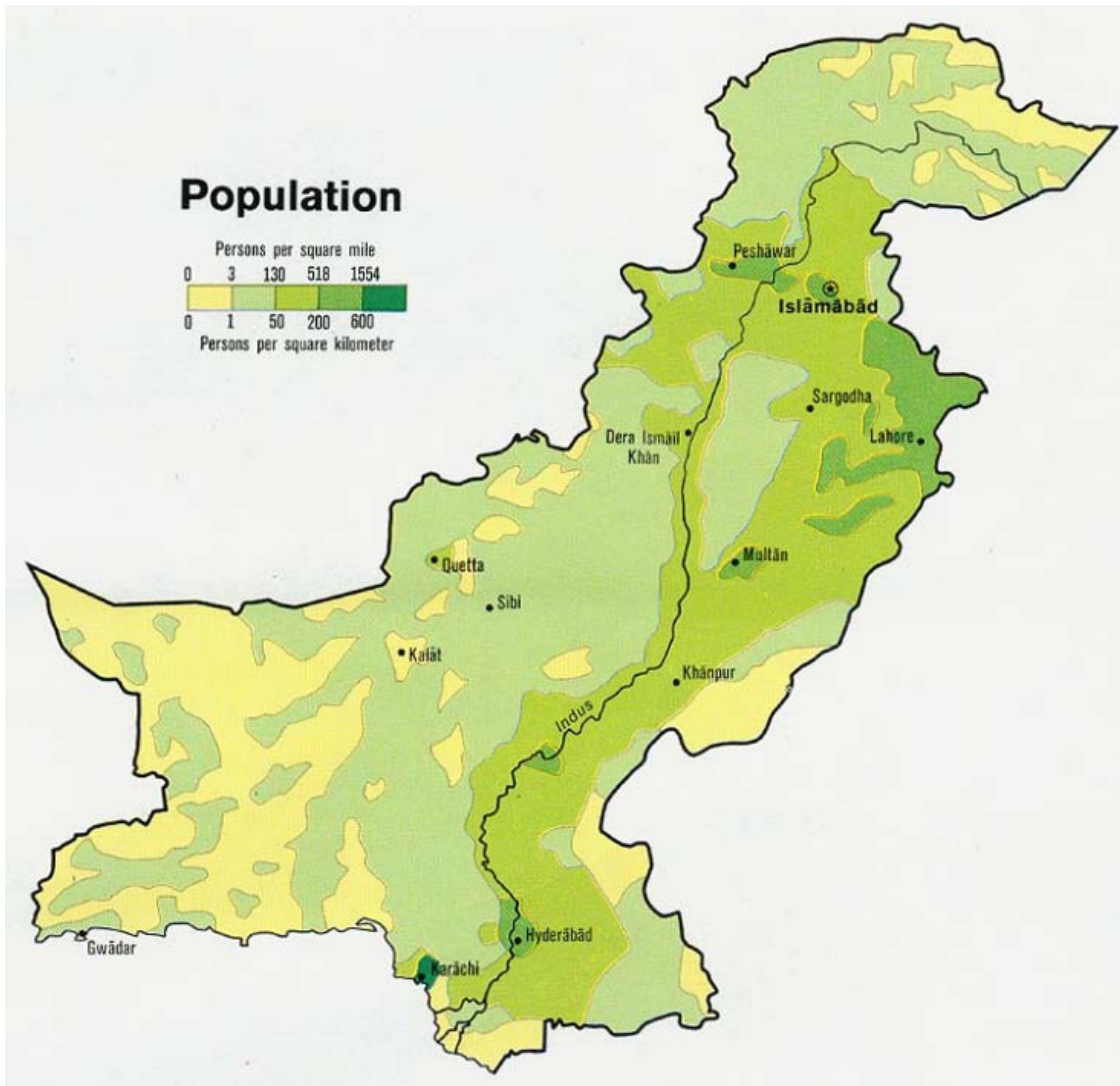 Population
Persons per square mile
0 3 130 518 1554
0 1 50 200 600
Persons per square kilometer
Peshāwar
Islāmābād
Sargodha
Dera Ismāīl
Khān
Lahore
Quetta
Multān
Sibi
Kalāt
Khānpur
Indus
Hyderābād
Gwādar
Karāchi